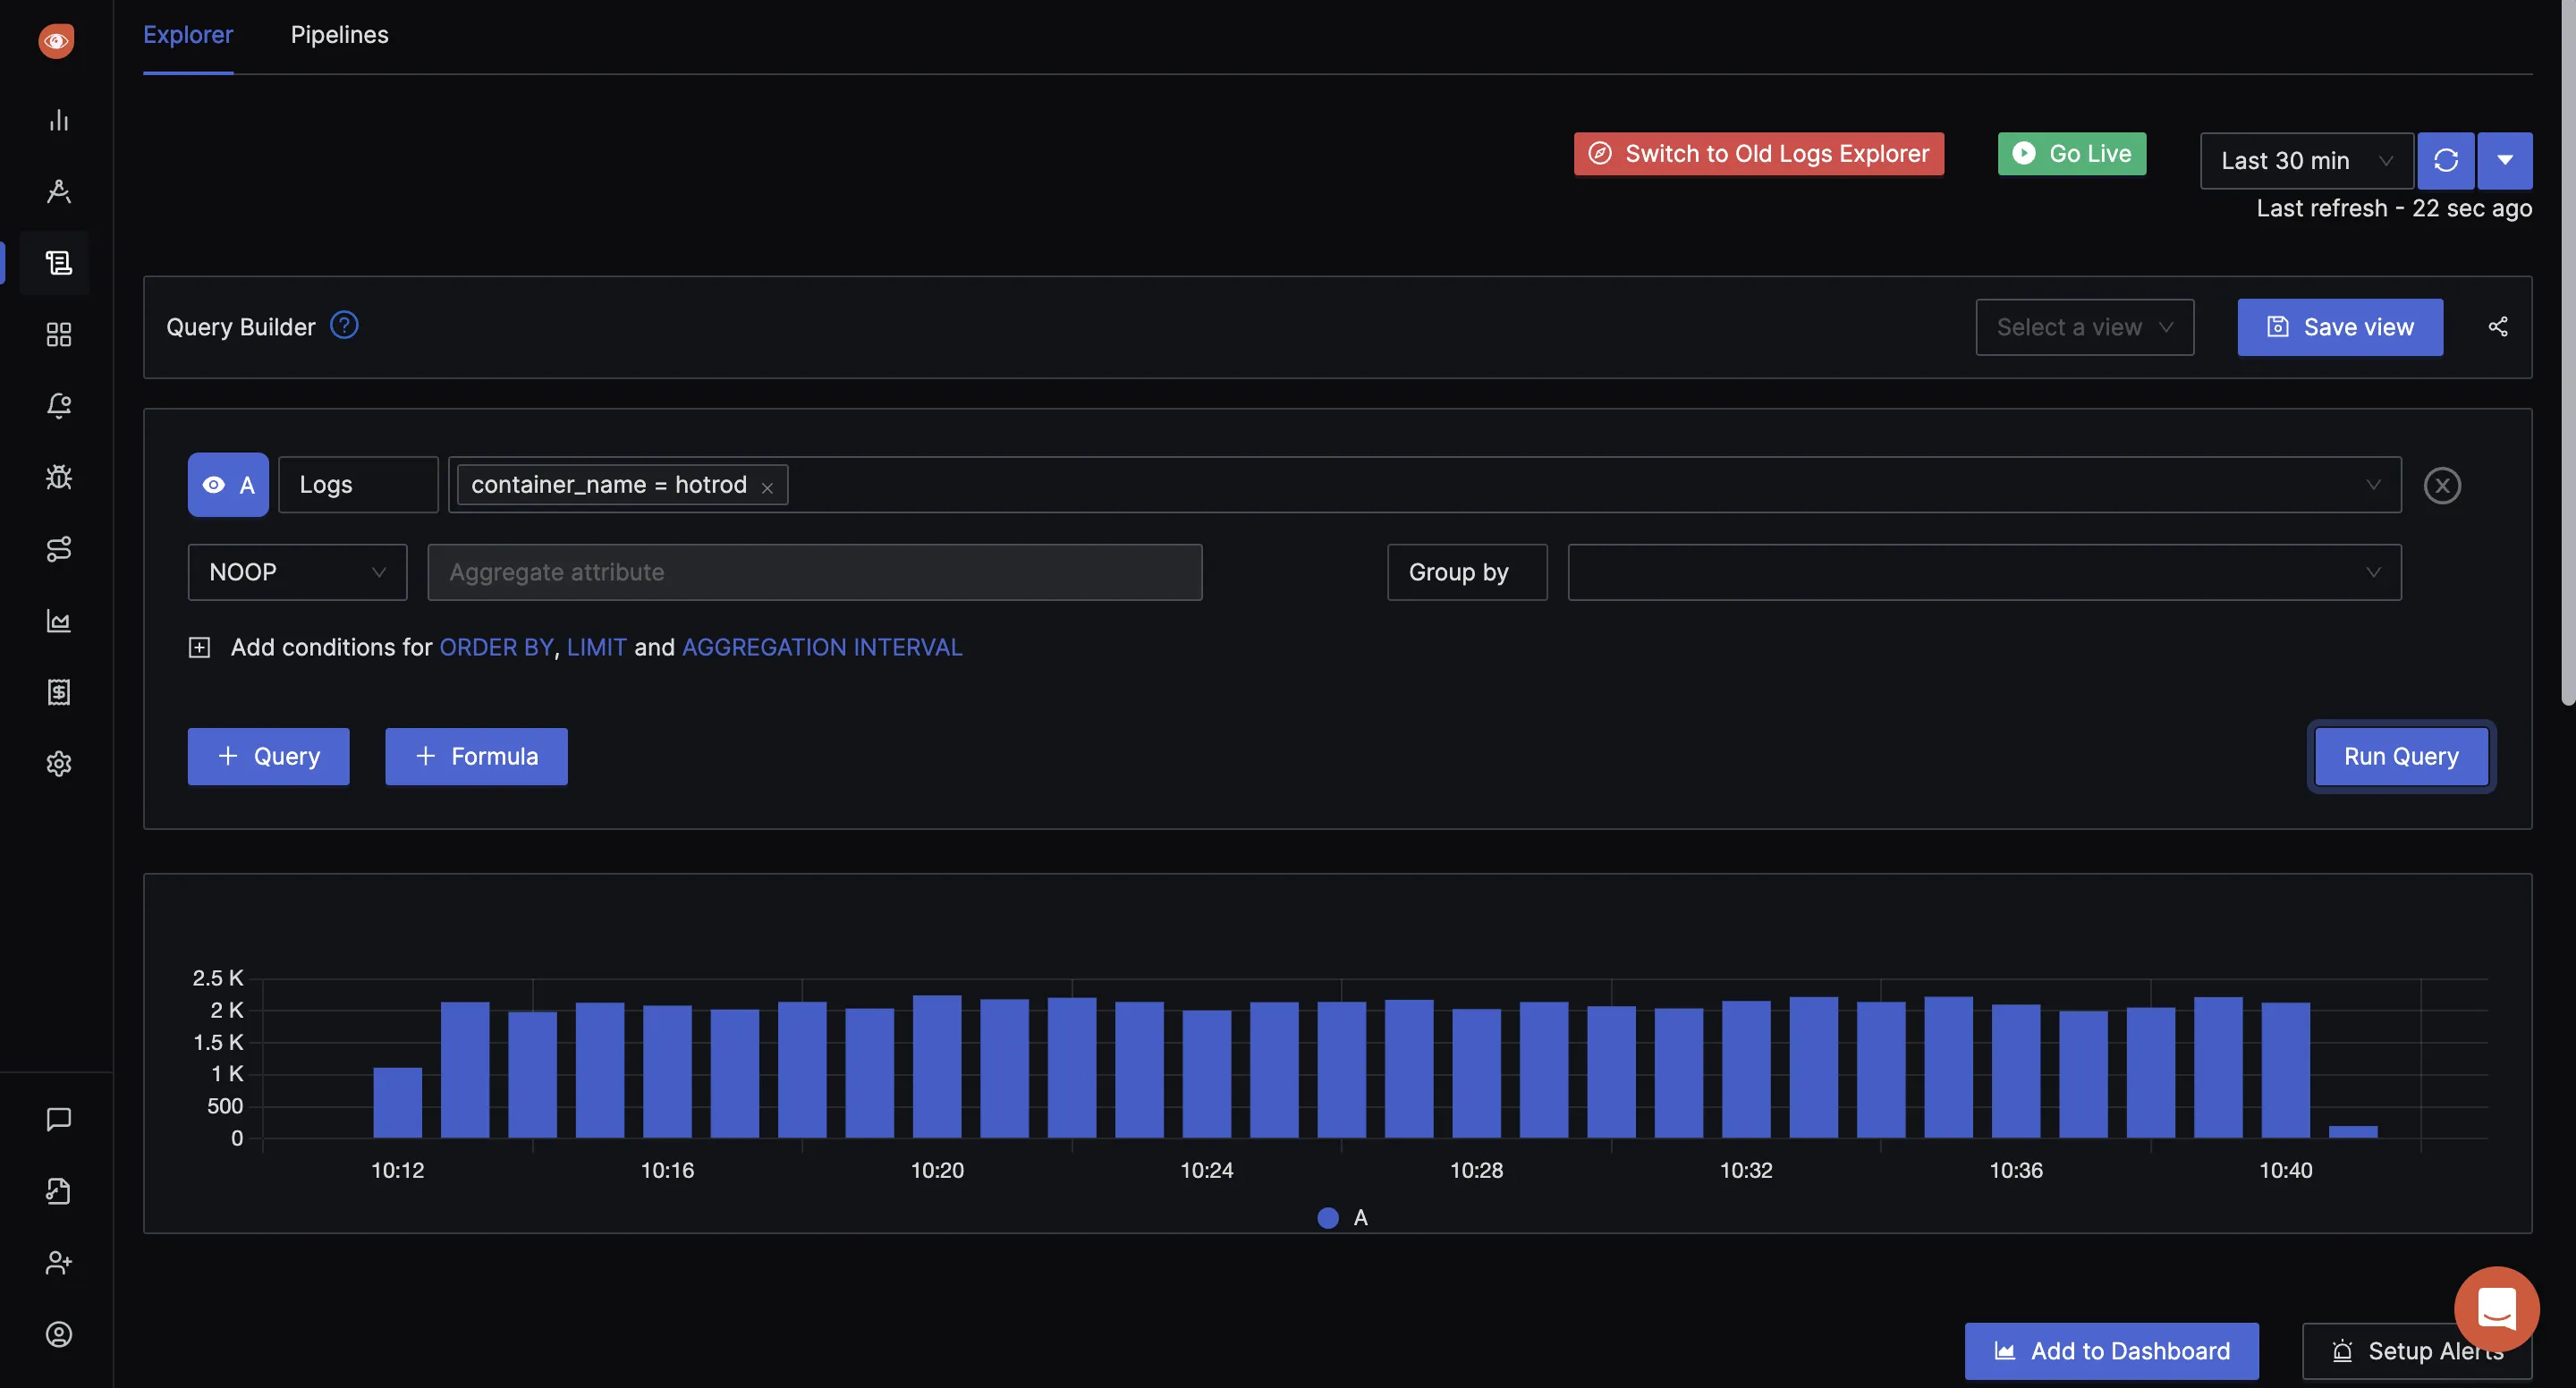 Explorer Pipelines
Switch to Old Logs Explorer Go Live Last 30 min
Last refresh - 22 sec ago
Query Builder Select a view Save view
A Logs container_name = hotrod
NOOP Aggregate attribute Group by
Add conditions for ORDER BY, LIMIT and AGGREGATION INTERVAL
+ Query + Formula Run Query
2.5 K
2 K
1.5 K
1 K
500
0
10:12 10:16 10:20 10:24 10:28 10:32 10:36 10:40
A
Add to Dashboard Setup Alerts